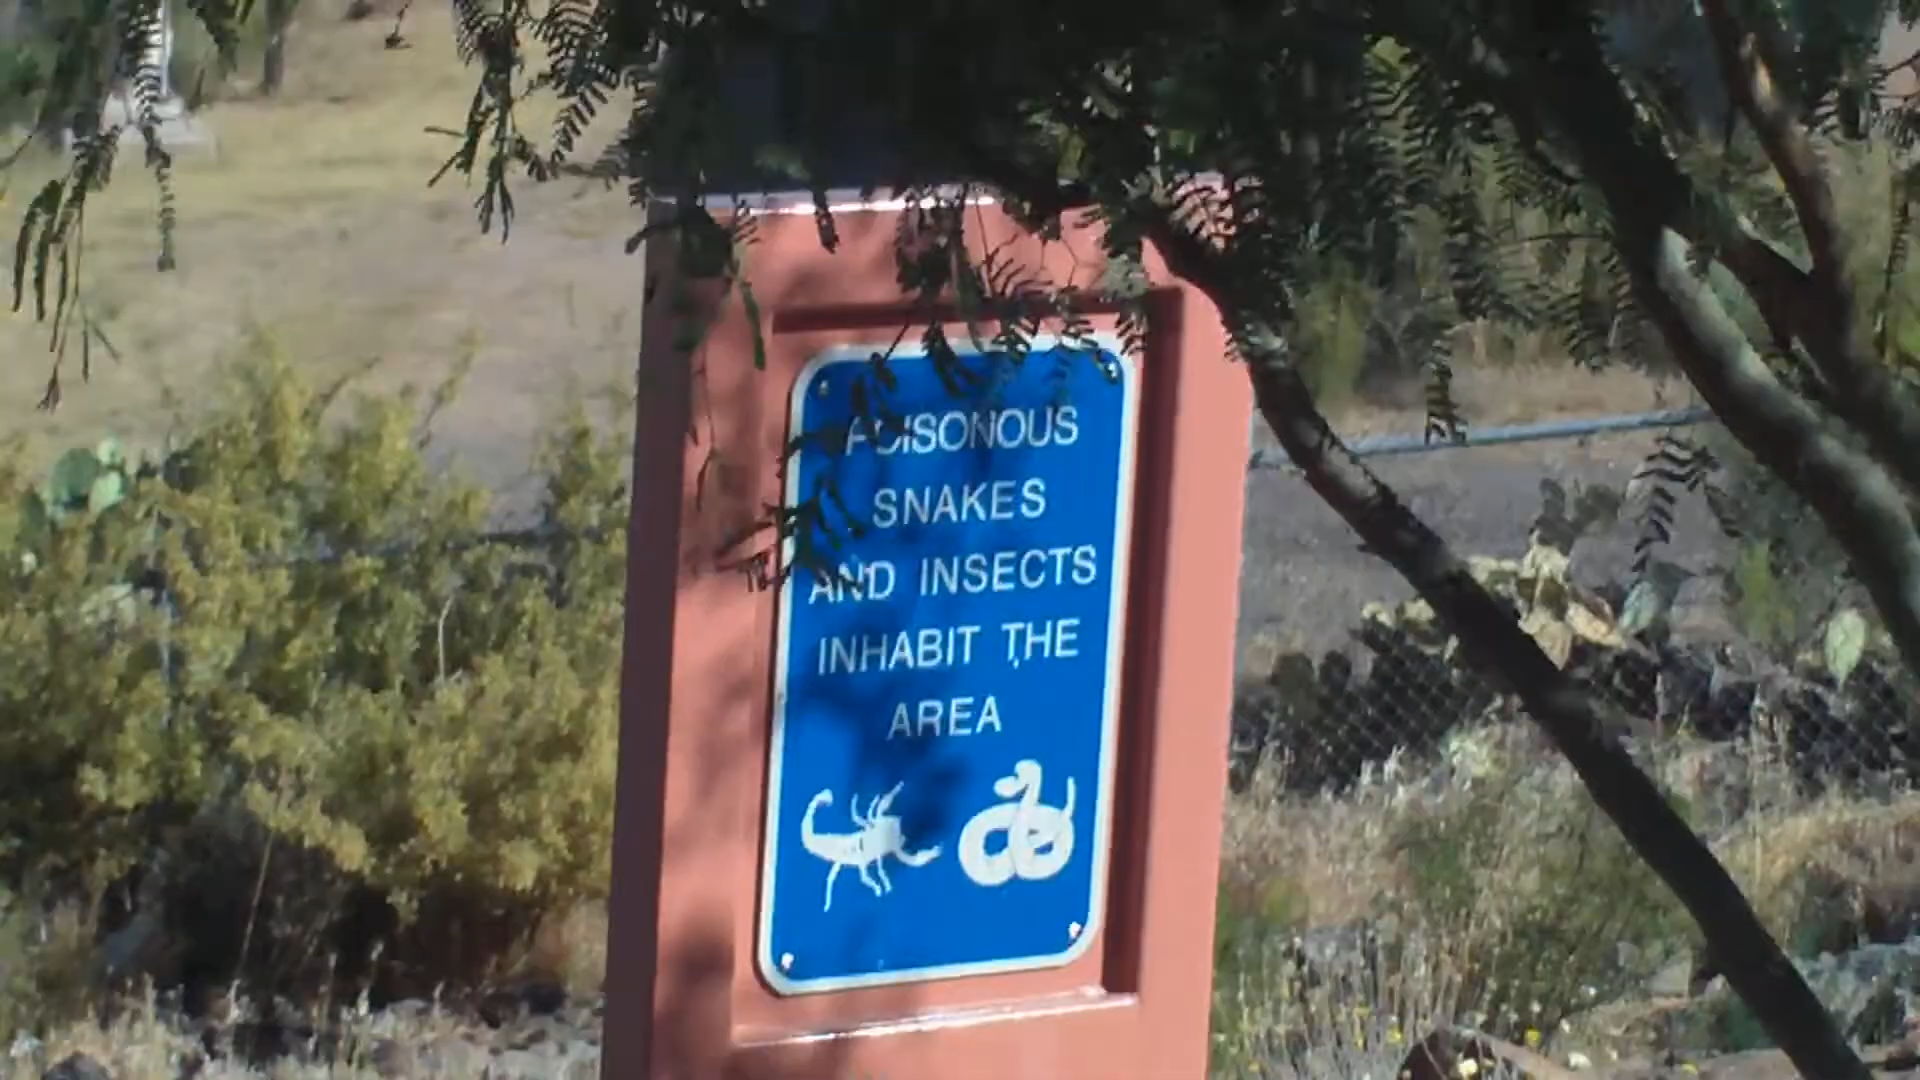 POISONOUS
SNAKES
AND INSECTS
INHABIT THE
AREA